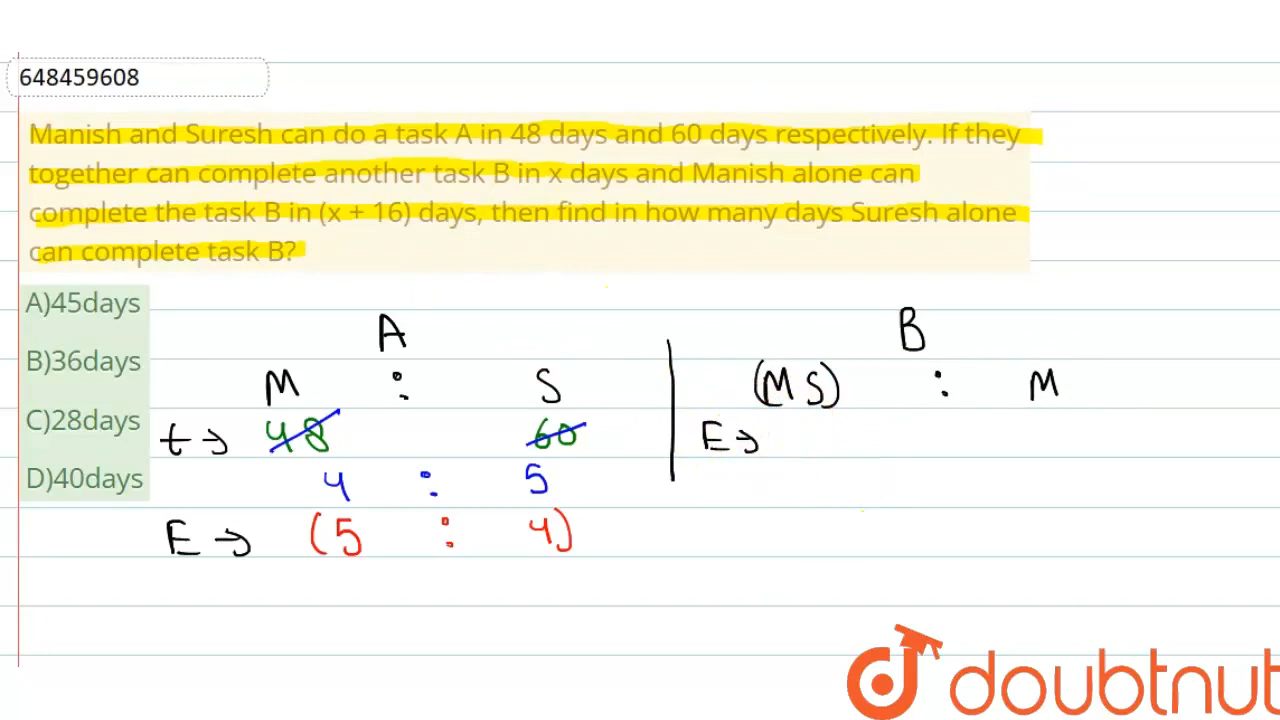 648459608
Manish and Suresh can do a task A in 48 days and 60 days respectively. If they
together can complete another task B in x days and Manish alone can
complete the task B in (x + 16) days, then find in how many days Suresh alone
can complete task B?
A)45days
B)36days
C)28days
D)40days
A
M : S
t → 48 60
4 : 5
E → (5 : 4)
B
(M S) : M
E →
doubtnut